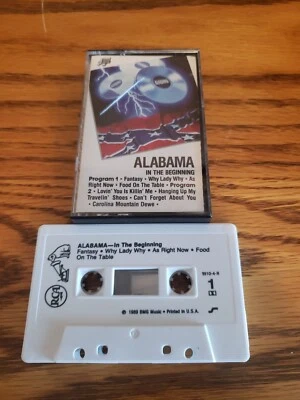 ALABAMA
IN THE BEGINNING
Program 1 • Fantasy • Why Lady Why • As
Right Now • Food On The Table • Program
2 • Lovin' You Is Killin' Me • Hanging Up My
Travelin' Shoes • Can't Forget About You
• Carolina Mountain Dewe •
ALABAMA—In The Beginning
Fantasy • Why Lady Why • As Right Now • Food
On The Table
1
RCA
© 1986 BMG Music • Printed in U.S.A.